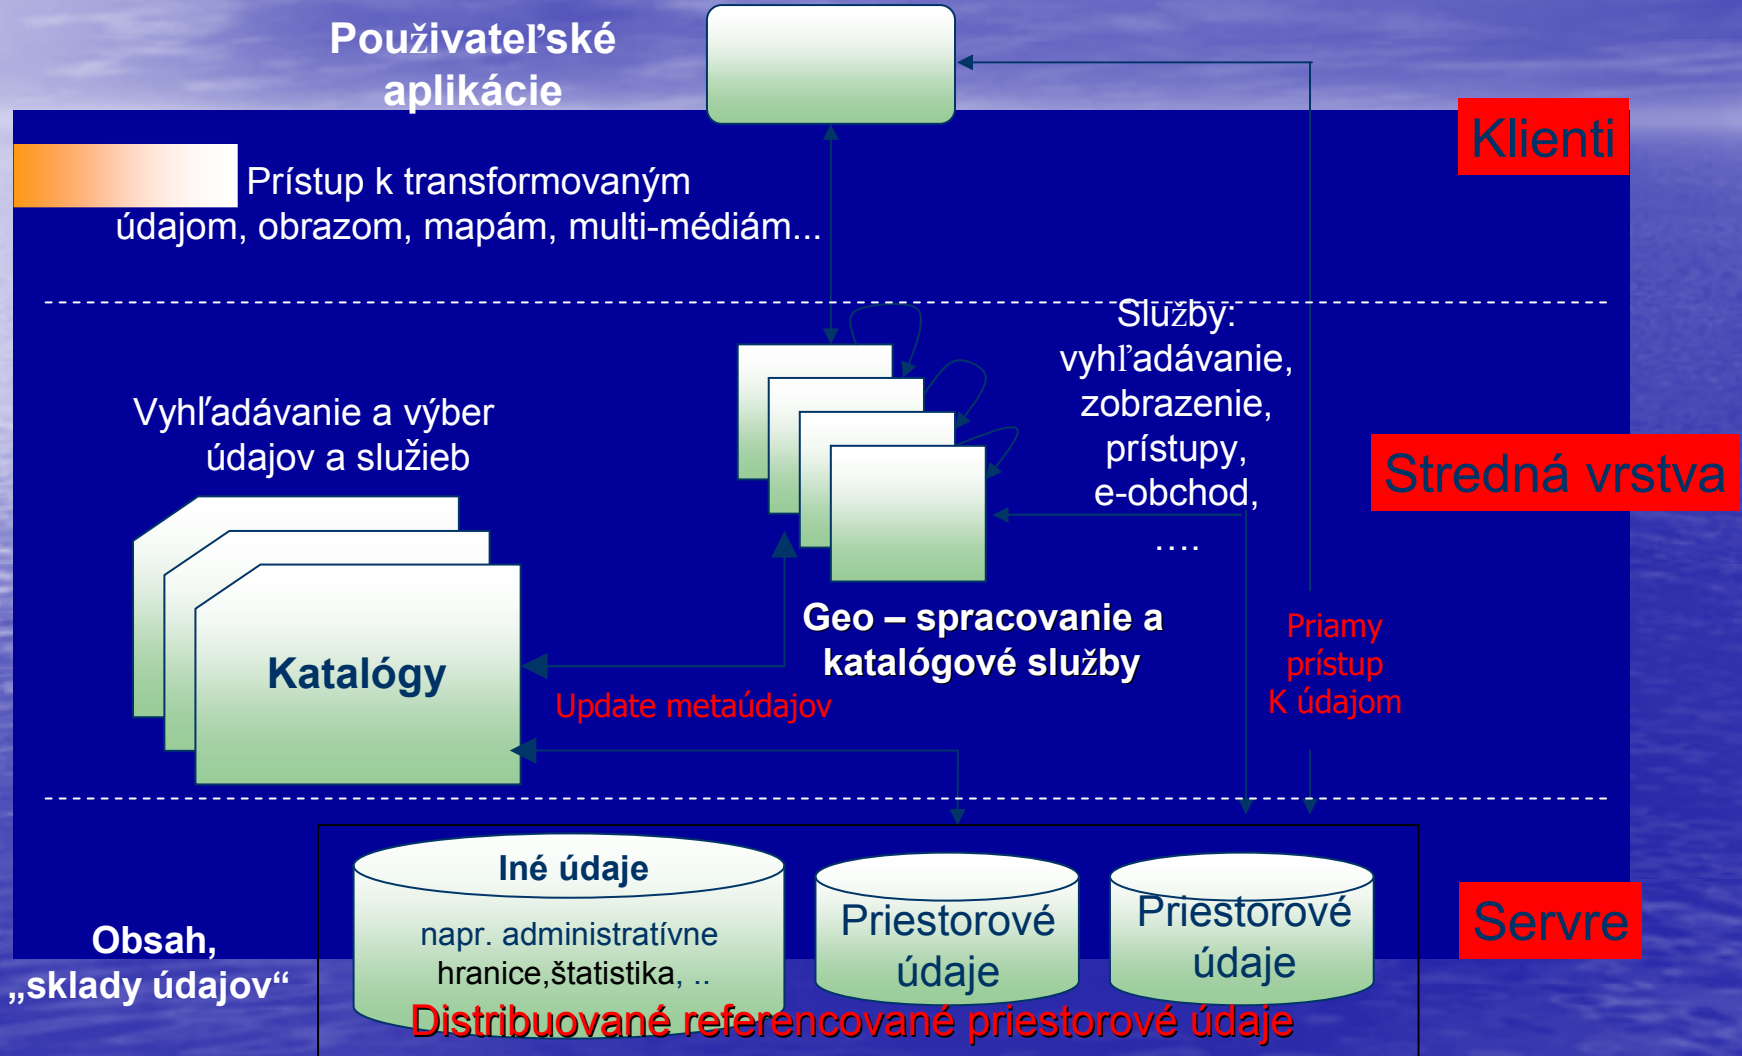 Používateľské
aplikácie
Klienti
Prístup k transformovaným
údajom, obrazom, mapám, multi-médiám...
Služby:
vyhľadávanie,
zobrazenie,
prístupy,
e-obchod,
....
Vyhľadávanie a výber
údajov a služieb
Stredná vrstva
Katalógy
Geo – spracovanie a
katalógové služby
Update metaúdajov
Priamy
prístup
K údajom
Iné údaje
napr. administratívne
hranice,štatistika, ..
Priestorové
údaje
Priestorové
údaje
Servre
Obsah,
„sklady údajov“
Distribuované referencované priestorové údaje